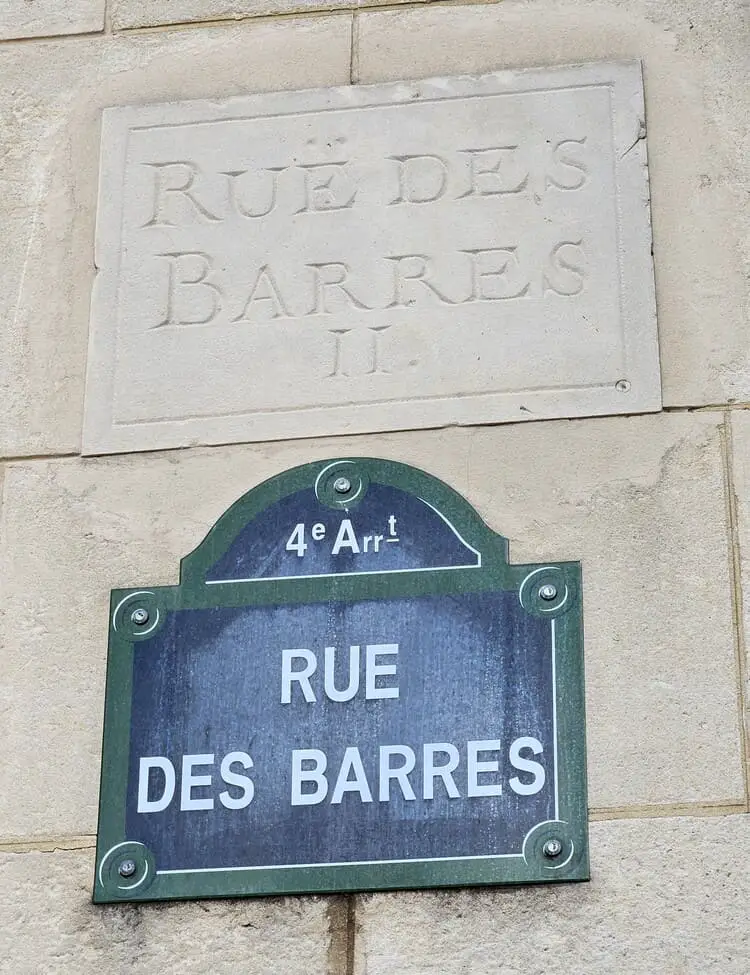 RUË DES
BARRES
II.
4e Arrt
RUE
DES BARRES